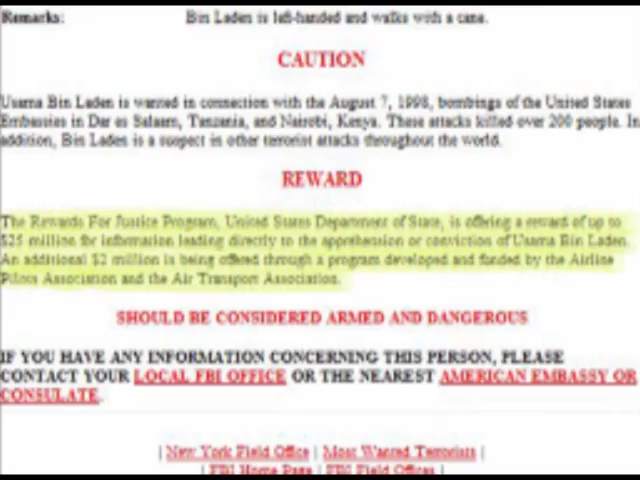 Remarks: Bin Laden is left-handed and walks with a cane.
CAUTION
Usama Bin Laden is wanted in connection with the August 7, 1998, bombings of the United States
Embassies in Dar es Salaam, Tanzania, and Nairobi, Kenya. These attacks killed over 200 people. In
addition, Bin Laden is a suspect in other terrorist attacks throughout the world.
REWARD
The Rewards For Justice Program, United States Department of State, is offering a reward of up to
$25 million for information leading directly to the apprehension or conviction of Usama Bin Laden.
An additional $2 million is being offered through a program developed and funded by the Airline
Pilots Association and the Air Transport Association.
SHOULD BE CONSIDERED ARMED AND DANGEROUS
IF YOU HAVE ANY INFORMATION CONCERNING THIS PERSON, PLEASE
CONTACT YOUR LOCAL FBI OFFICE OR THE NEAREST AMERICAN EMBASSY OR
CONSULATE.
| New York Field Office | Most Wanted Terrorists |
| FBI Home Page | FBI Field Offices |